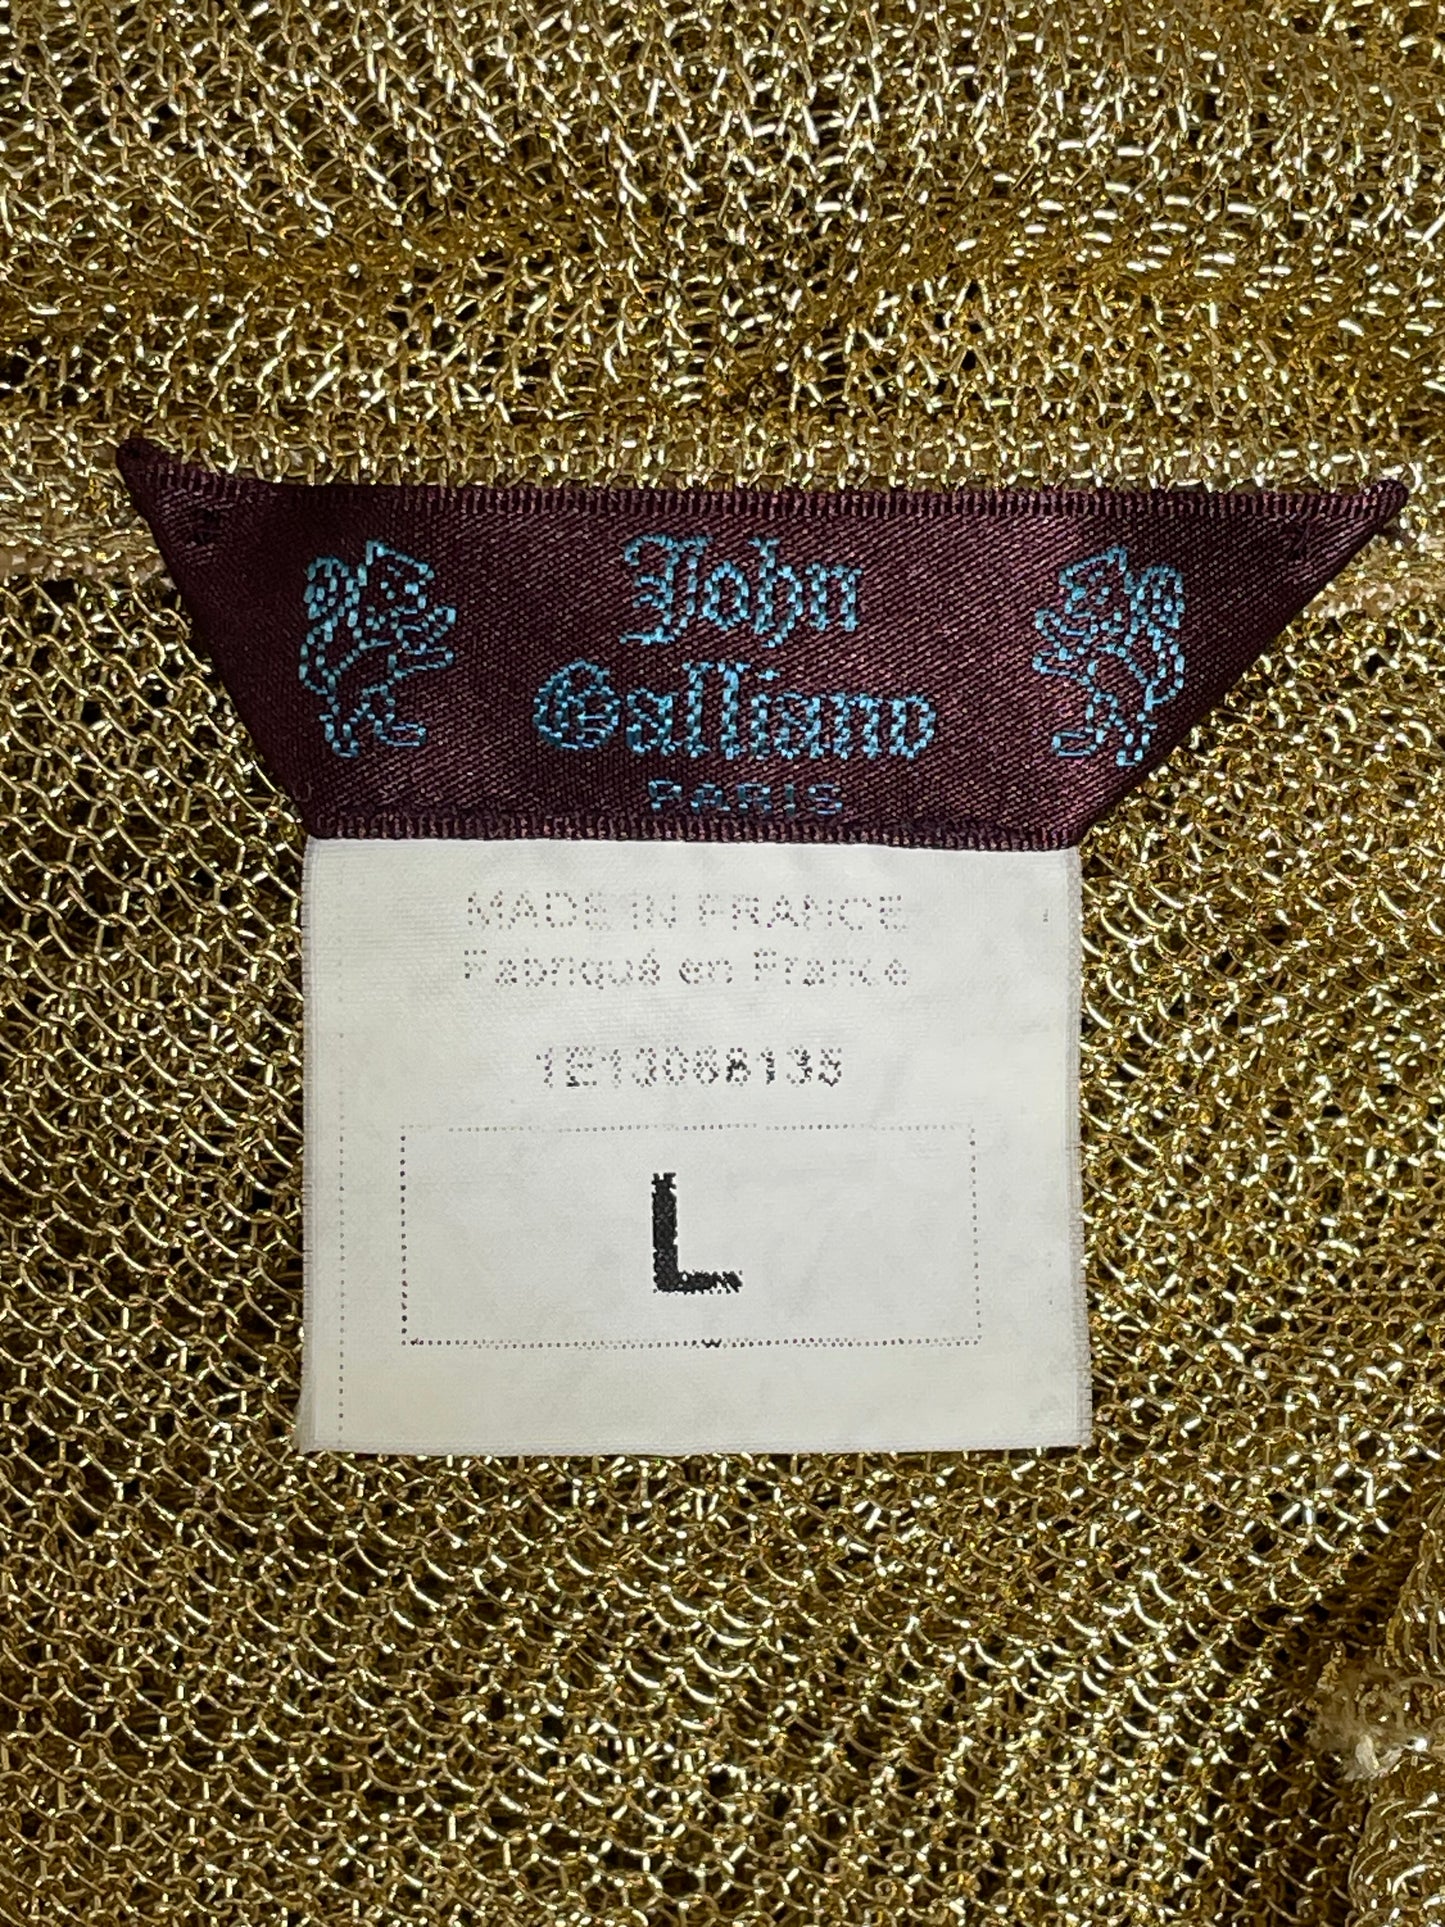 John
Galliano
PARIS
MADE IN FRANCE
Fabriqué en France
1E13068135
L